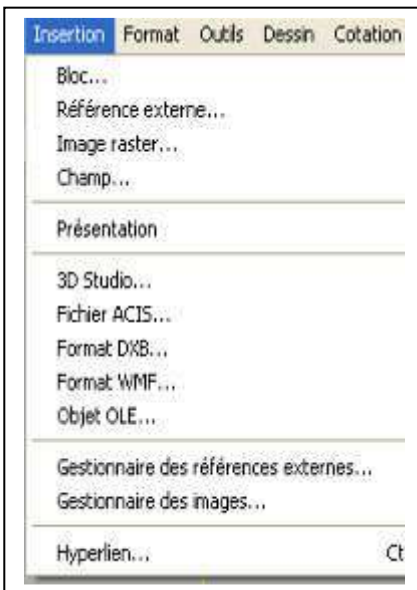 Insertion Format Outils Dessin Cotation
Bloc...
Référence externe...
Image raster...
Champ...
Présentation
3D Studio...
Fichier ACIS...
Format DXB...
Format WMF...
Objet OLE...
Gestionnaire des références externes...
Gestionnaire des images...
Hyperlien... Ct